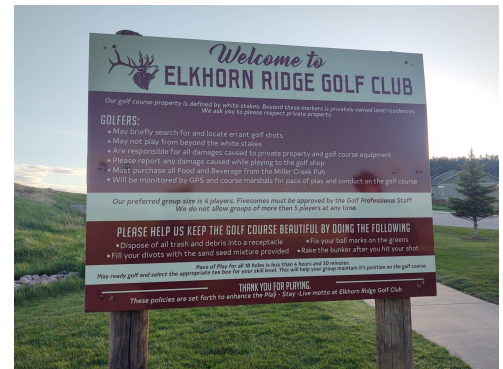 Welcome to
ELKHORN RIDGE GOLF CLUB
Our golf course property is defined by white stakes. Beyond these markers is privately owned land/residences.
We ask you to please respect private property.
GOLFERS:
• May briefly search for and locate errant golf shots
• May not play from beyond the white stakes
• Are responsible for all damages caused to private property and golf course equipment
• Please report any damage caused while playing to the golf shop
• Must purchase all Food and Beverage from the Miller Creek Pub
• Will be monitored by GPS and course marshals for pace of play and conduct on the golf course
Our preferred group size is 4 players. Fivesomes must be approved by the Golf Professional Staff.
We do not allow groups of more than 5 players at any time.
PLEASE HELP US KEEP THE GOLF COURSE BEAUTIFUL BY DOING THE FOLLOWING
• Dispose of all trash and debris into a receptacle • Fix your ball marks on the greens
• Fill your divots with the sand seed mixture provided • Rake the bunker after you hit your shot
Pace of Play for all 18 holes is less than 4 hours and 30 minutes.
Play ready golf and select the appropriate tee box for your skill level. This will help your group maintain it's position on the golf course
THANK YOU FOR PLAYING.
These policies are set forth to enhance the Play - Stay -Live motto at Elkhorn Ridge Golf Club